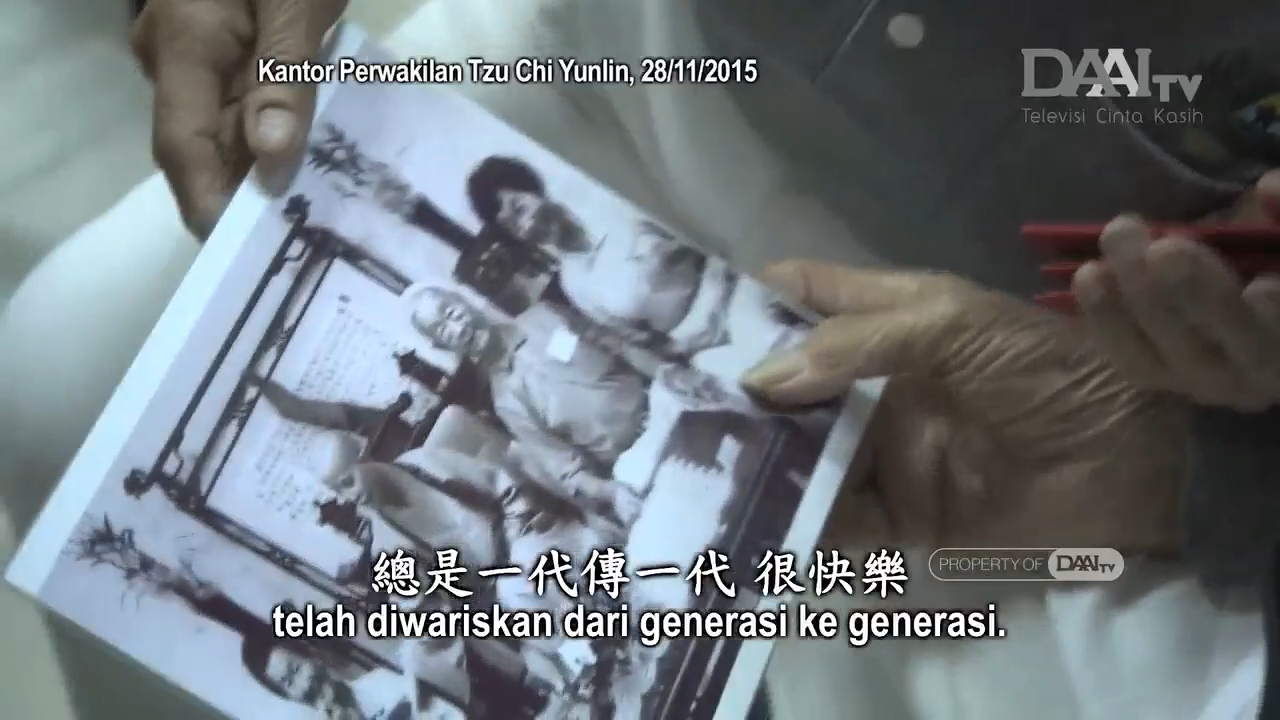 Kantor Perwakilan Tzu Chi Yunlin, 28/11/2015
DAAI TV
Televisi Cinta Kasih
總是一代傳一代 很快樂
PROPERTY OF DAAI TV
telah diwariskan dari generasi ke generasi.